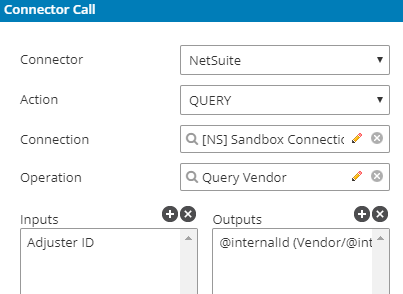 Connector Call
Connector
NetSuite
Action
QUERY
Connection
[NS] Sandbox Connectic
Operation
Query Vendor
Inputs
Outputs
Adjuster ID
@internalId (Vendor/@int